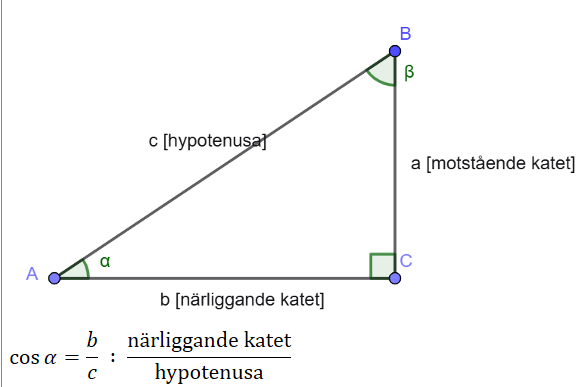 B
β
c [hypotenusa]
a [motstående katet]
A
α
C
b [närliggande katet]
cos α = b/c : närliggande katet/hypotenusa